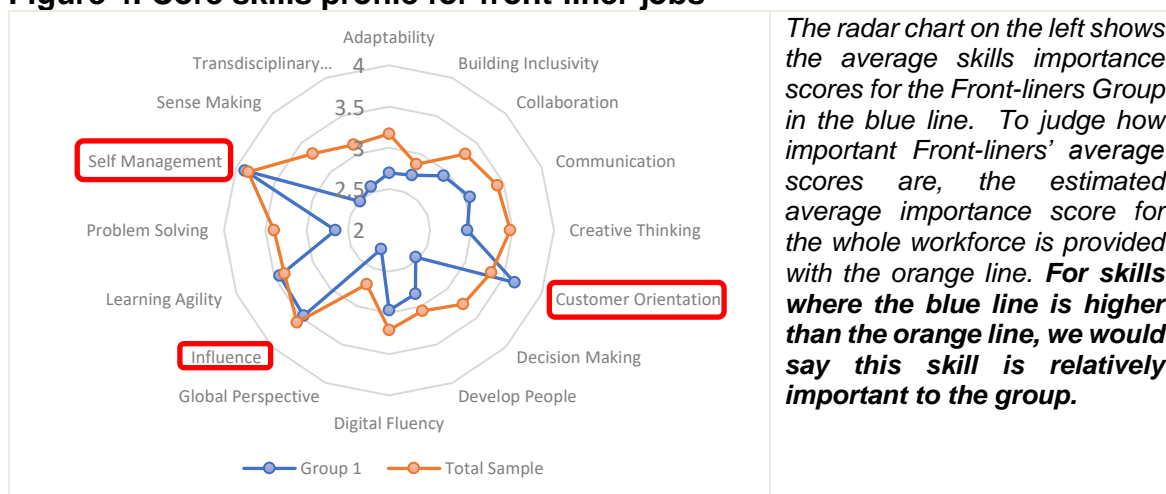 Figure 4: Core skills profile for front-liner jobs
Adaptability
Building Inclusivity
Collaboration
Communication
Creative Thinking
Customer Orientation
Decision Making
Develop People
Digital Fluency
Global Perspective
Influence
Learning Agility
Problem Solving
Self Management
Sense Making
Transdisciplinary...
4
3.5
3
2.5
2
Group 1
Total Sample
The radar chart on the left shows
the average skills importance
scores for the Front-liners Group
in the blue line. To judge how
important Front-liners' average
scores are, the estimated
average importance score for
the whole workforce is provided
with the orange line. For skills
where the blue line is higher
than the orange line, we would
say this skill is relatively
important to the group.